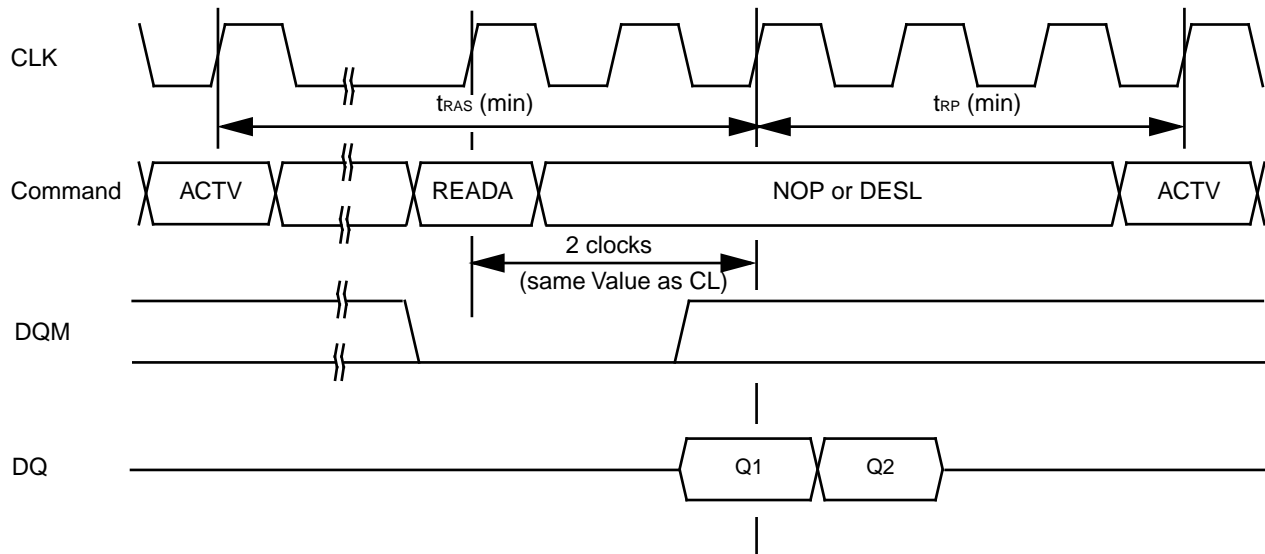 CLK
tRAS (min)
tRP (min)
Command
ACTV
READA
NOP or DESL
ACTV
2 clocks
(same Value as CL)
DQM
DQ
Q1
Q2